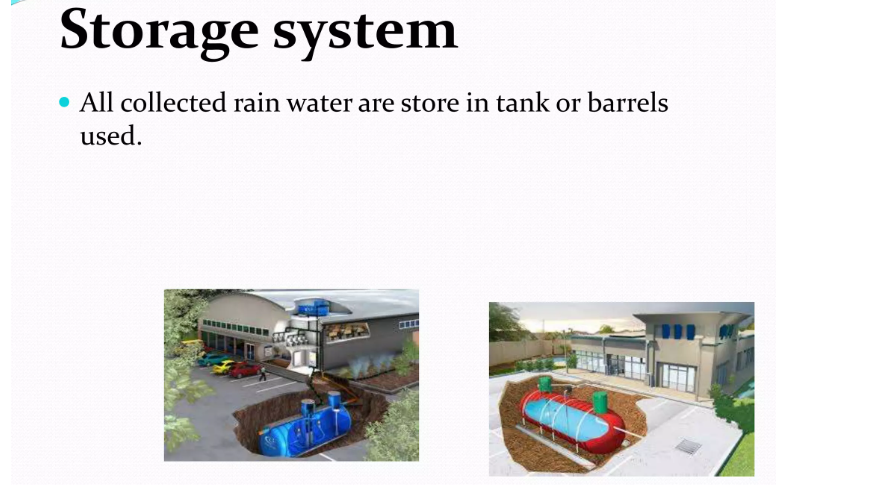 Storage system
All collected rain water are store in tank or barrels
used.